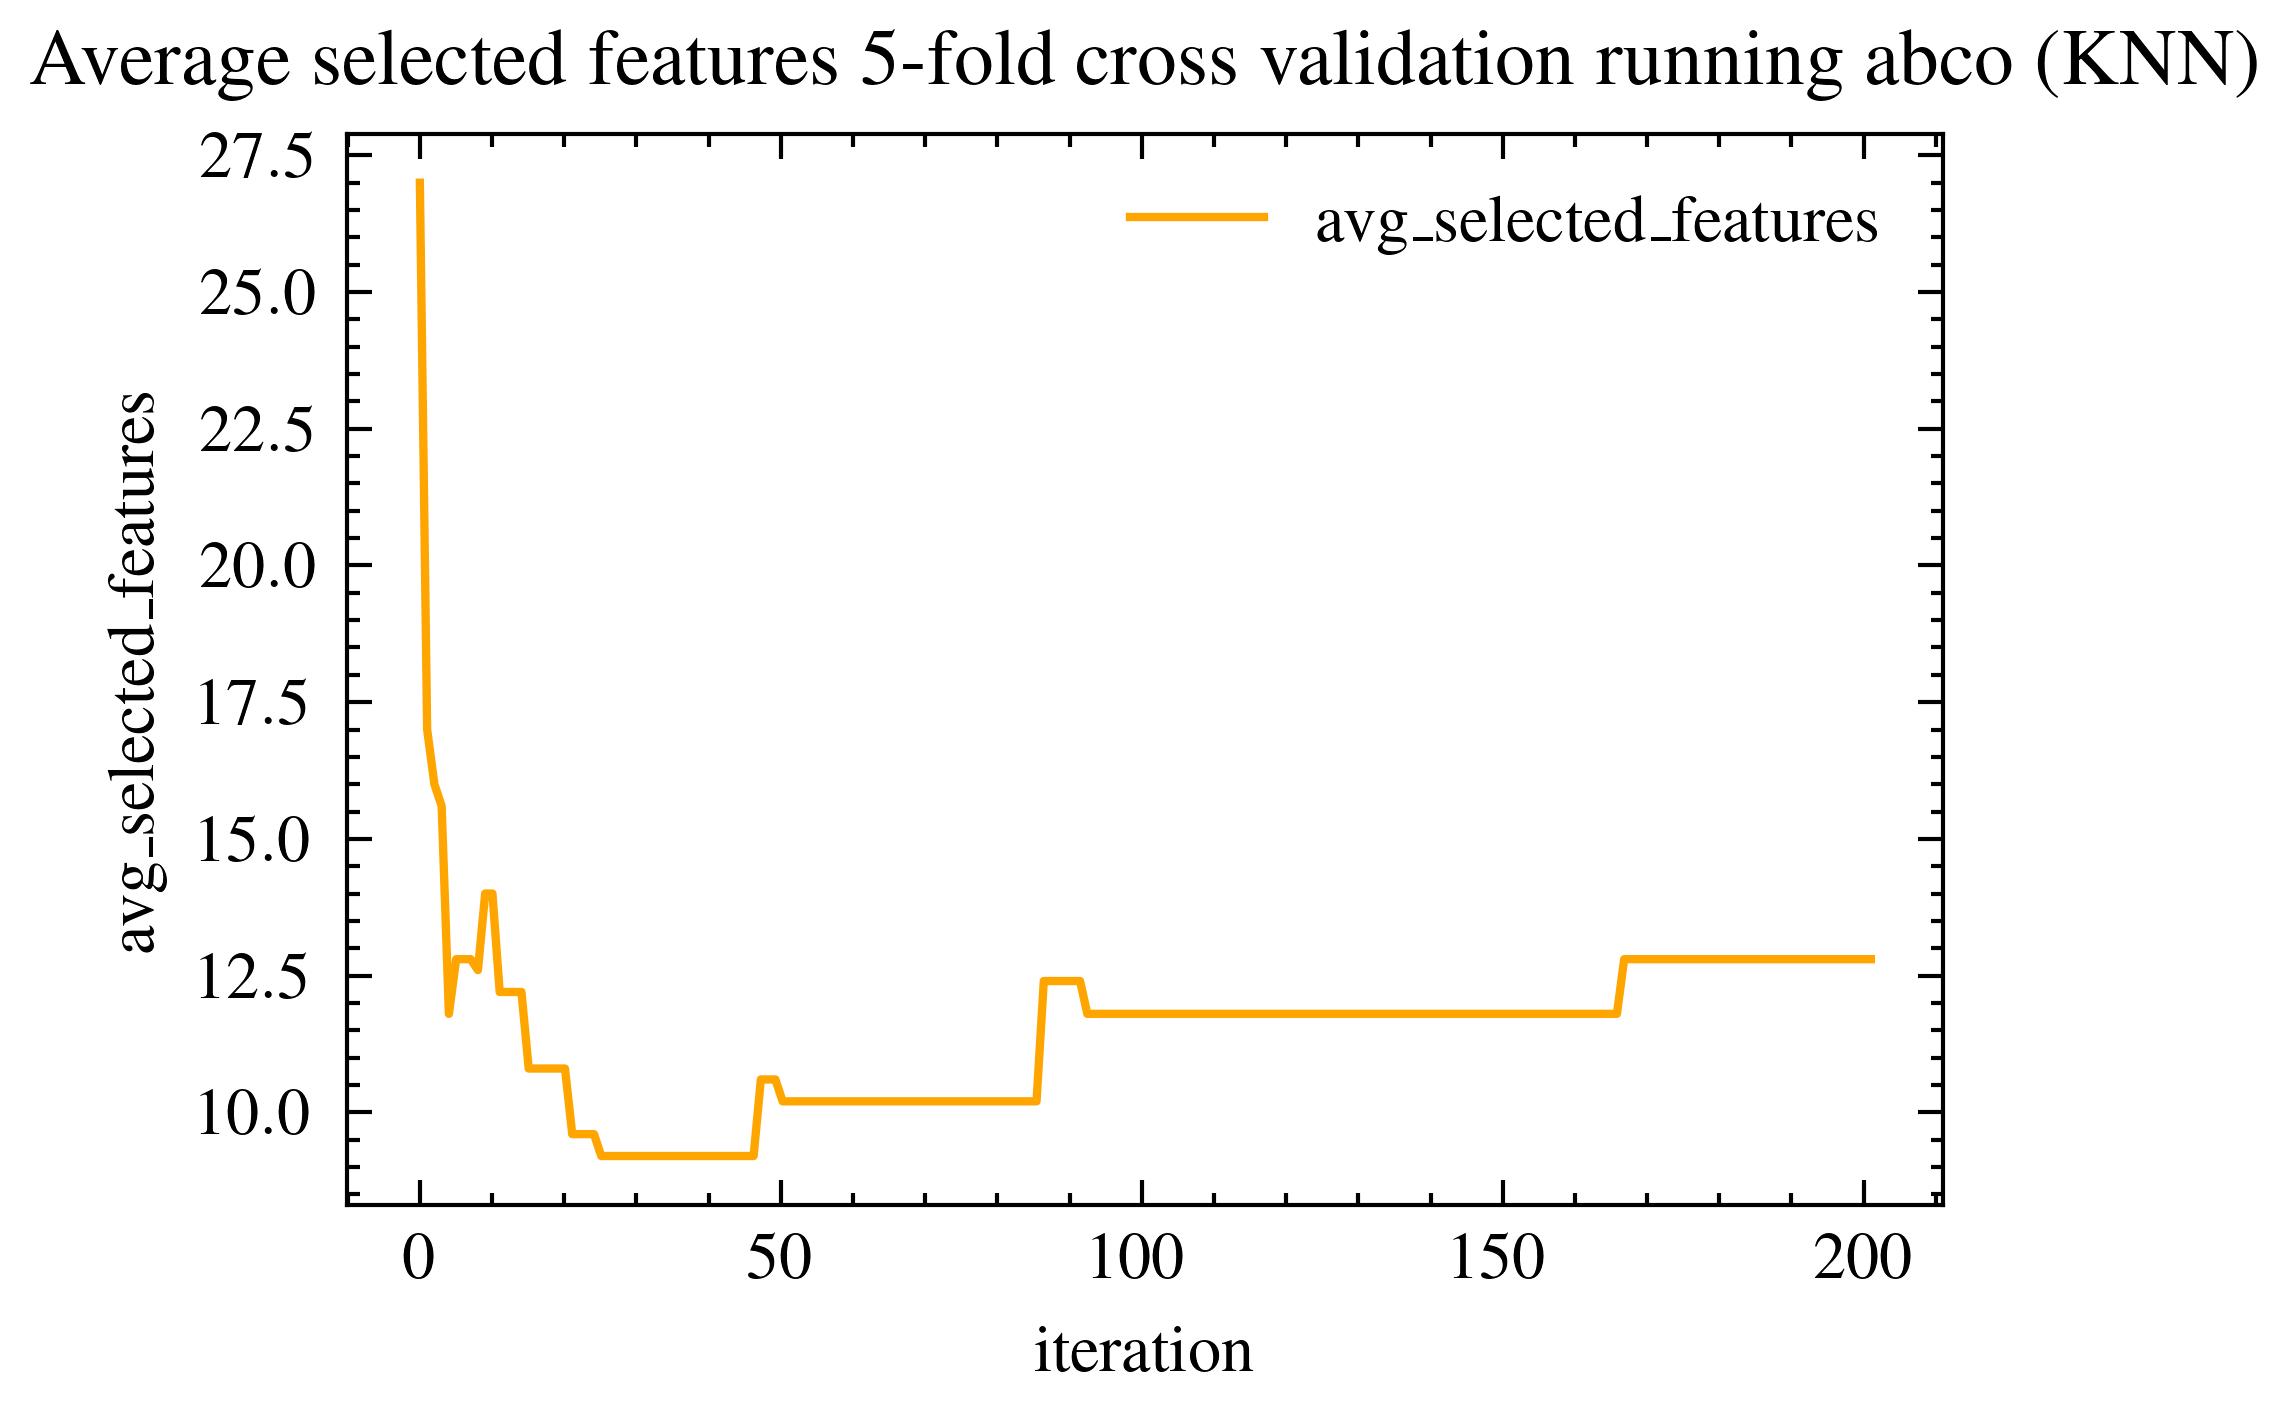 Average selected features 5-fold cross validation running abco (KNN)
27.5
25.0
22.5
20.0
17.5
15.0
12.5
10.0
avg_selected_features
avg_selected_features
0 50 100 150 200
iteration